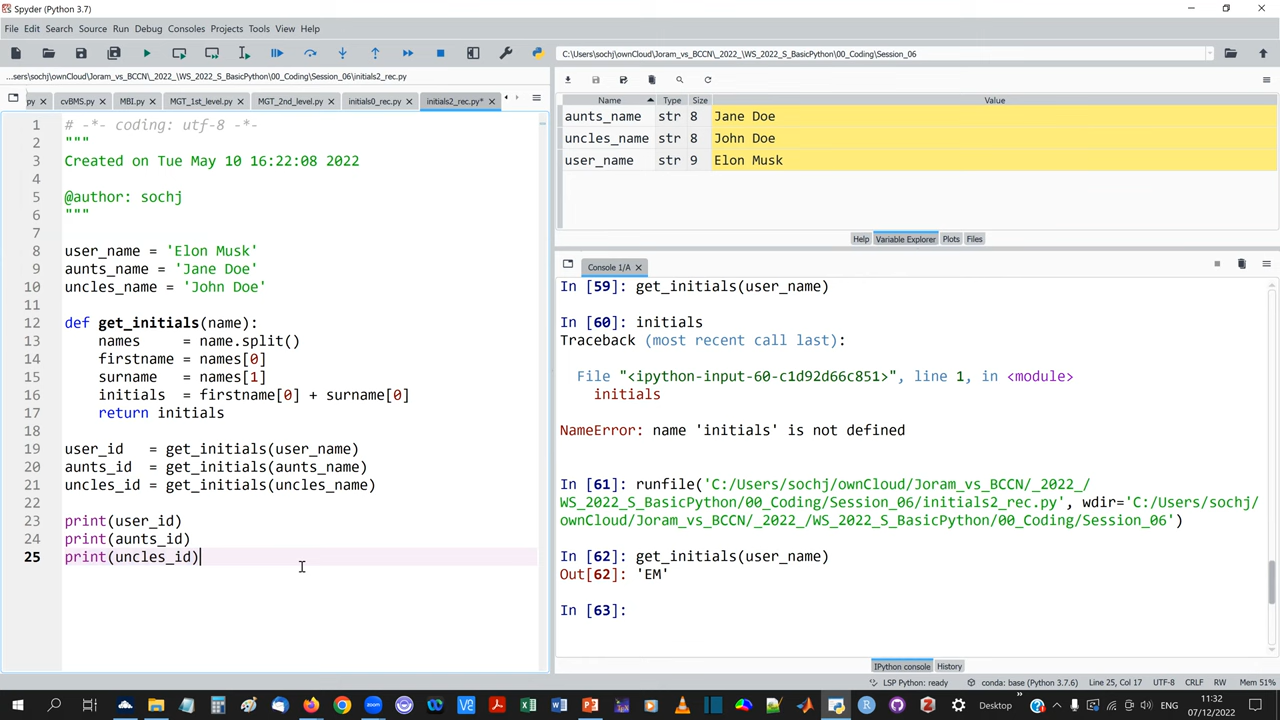 Spyder (Python 3.7)
File Edit Search Source Run Debug Consoles Projects Tools View Help
C:\Users\sochj\ownCloud\Joram_vs_BCCN\_2022_\WS_2022_S_BasicPython\00_Coding\Session_06
...sers\sochj\ownCloud\Joram_vs_BCCN\_2022_\WS_2022_S_BasicPython\00_Coding\Session_06\initials2_rec.py
py cvBMS.py MBI.py MGT_1st_level.py MGT_2nd_level.py initials0_rec.py initials2_rec.py*
1 # -*- coding: utf-8 -*-
2 """
3 Created on Tue May 10 16:22:08 2022
4
5 @author: sochj
6 """
7
8 user_name = 'Elon Musk'
9 aunts_name = 'Jane Doe'
10 uncles_name = 'John Doe'
11
12 def get_initials(name):
13 names = name.split()
14 firstname = names[0]
15 surname = names[1]
16 initials = firstname[0] + surname[0]
17 return initials
18
19 user_id = get_initials(user_name)
20 aunts_id = get_initials(aunts_name)
21 uncles_id = get_initials(uncles_name)
22
23 print(user_id)
24 print(aunts_id)
25 print(uncles_id)
Name Type Size Value
aunts_name str 8 Jane Doe
uncles_name str 8 John Doe
user_name str 9 Elon Musk
Help Variable Explorer Plots Files
Console 1/A
In [59]: get_initials(user_name)
In [60]: initials
Traceback (most recent call last):
File "<ipython-input-60-c1d92d66c851>", line 1, in <module>
initials
NameError: name 'initials' is not defined
In [61]: runfile('C:/Users/sochj/ownCloud/Joram_vs_BCCN/_2022_/
WS_2022_S_BasicPython/00_Coding/Session_06/initials2_rec.py', wdir='C:/Users/sochj/
ownCloud/Joram_vs_BCCN/_2022_/WS_2022_S_BasicPython/00_Coding/Session_06')
In [62]: get_initials(user_name)
Out[62]: 'EM'
In [63]:
IPython console History
LSP Python: ready conda: base (Python 3.7.6) Line 25, Col 17 UTF-8 CRLF RW Mem 51%
zoom Desktop ENG 11:32
07/12/2022